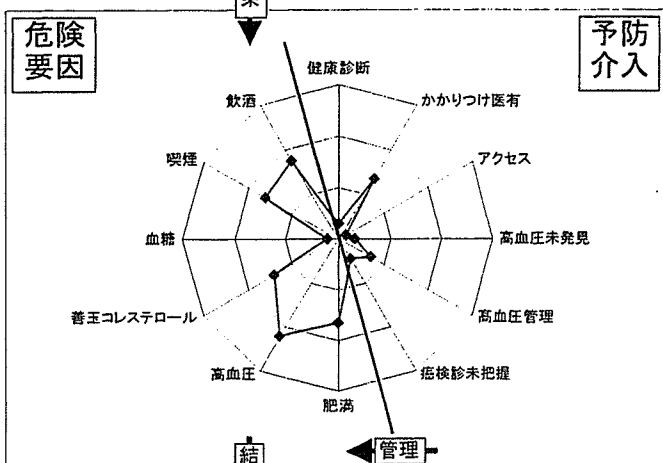 危険
要因
予防
介入
健康診断
飲酒
かかりつけ医有
喫煙
アクセス
血糖
高血圧未発見
善玉コレステロール
高血圧管理
高血圧
癌検診未把握
肥満
結
管理